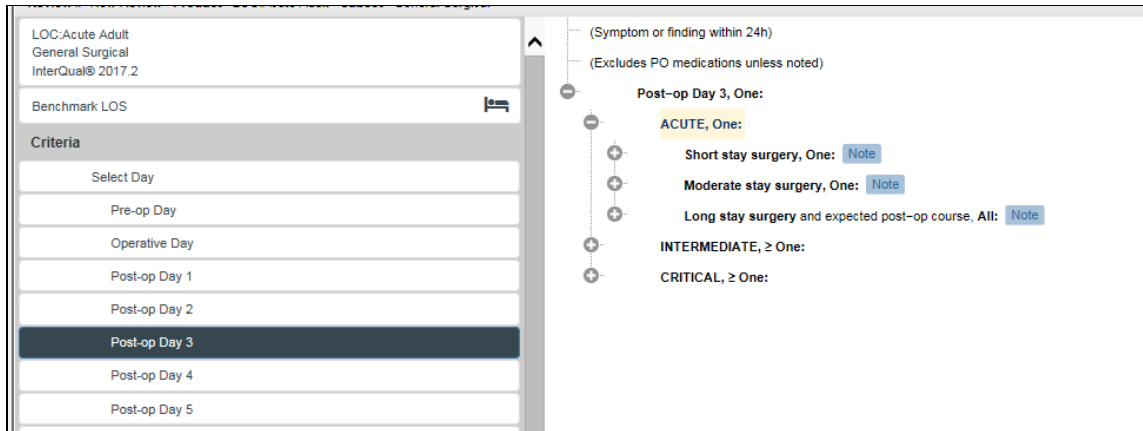 LOC:Acute Adult
General Surgical
InterQual® 2017.2
Benchmark LOS
Criteria
Select Day
Pre-op Day
Operative Day
Post-op Day 1
Post-op Day 2
Post-op Day 3
Post-op Day 4
Post-op Day 5
(Symptom or finding within 24h)
(Excludes PO medications unless noted)
Post-op Day 3, One:
ACUTE, One:
Short stay surgery, One: Note
Moderate stay surgery, One: Note
Long stay surgery and expected post-op course, All: Note
INTERMEDIATE, ≥ One:
CRITICAL, ≥ One: